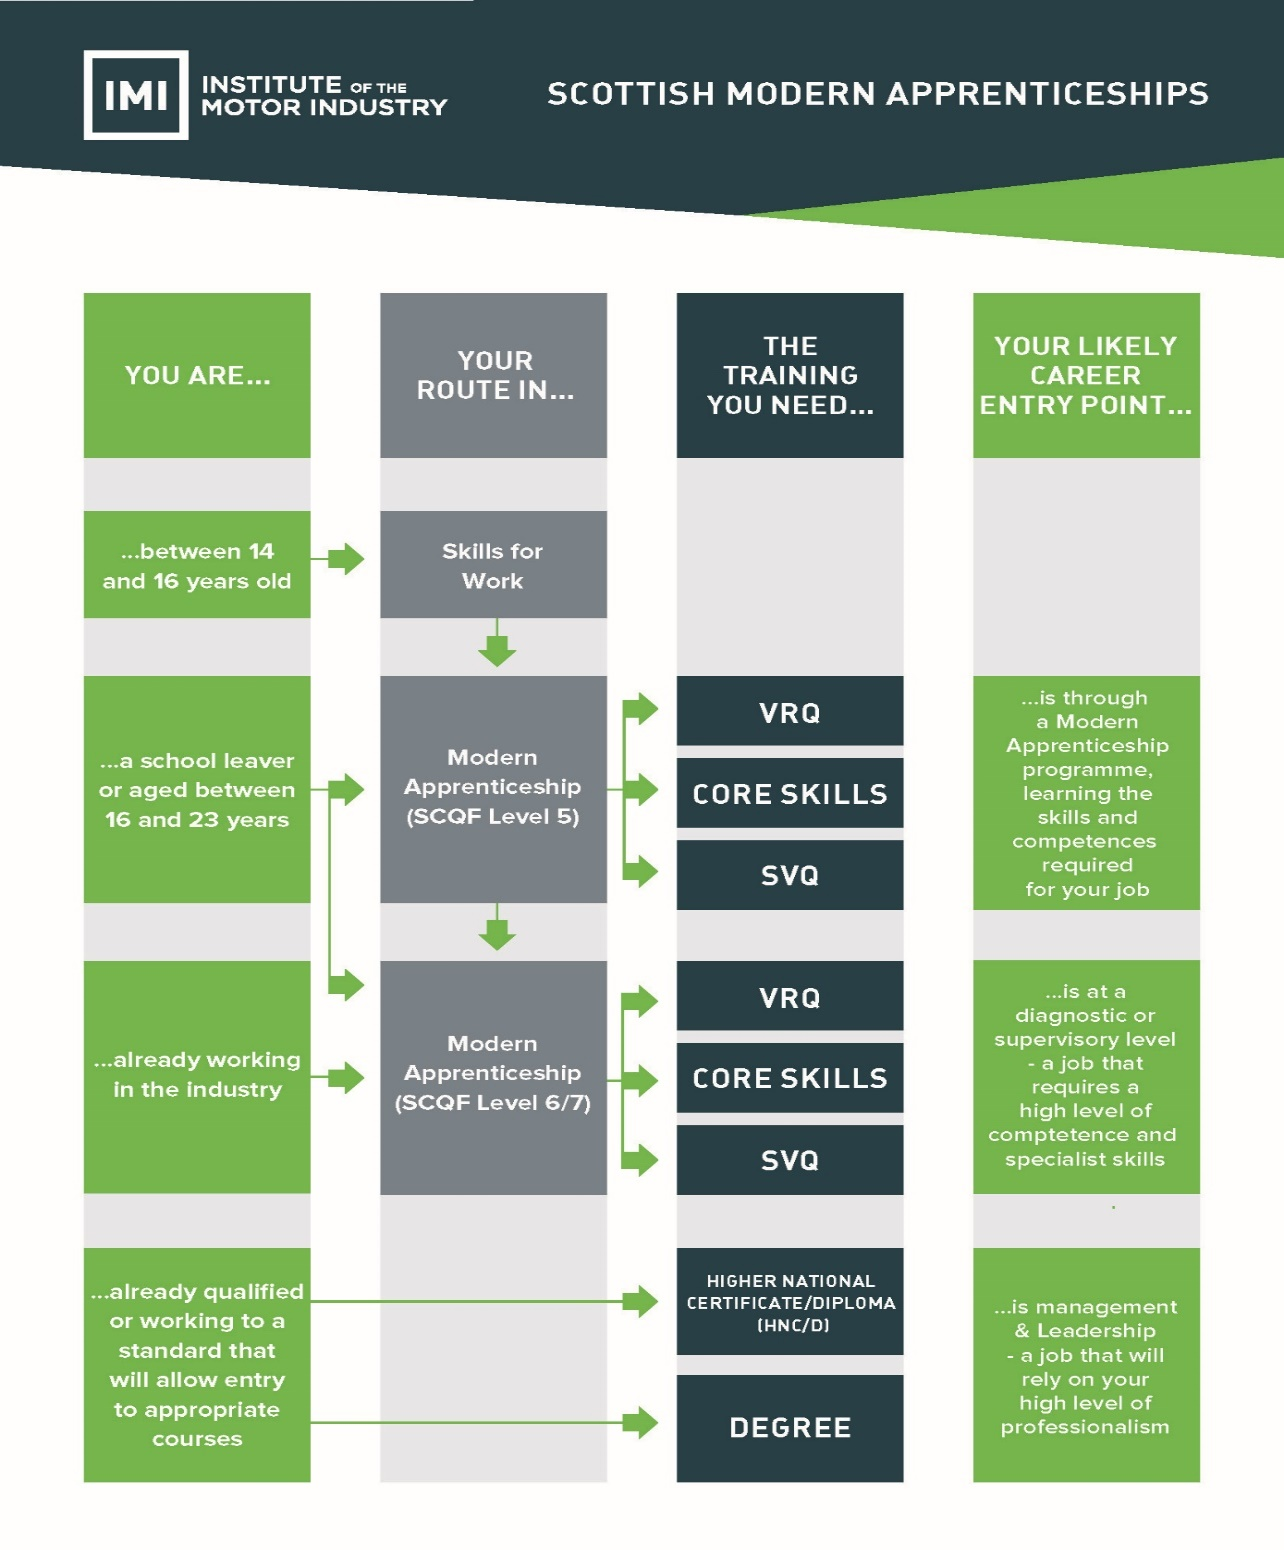 IMI
INSTITUTE OF THE
MOTOR INDUSTRY
SCOTTISH MODERN APPRENTICESHIPS
YOU ARE...
YOUR
ROUTE IN...
THE
TRAINING
YOU NEED...
YOUR LIKELY
CAREER
ENTRY POINT...
...between 14
and 16 years old
Skills for
Work
...a school leaver
or aged between
16 and 23 years
Modern
Apprenticeship
(SCQF Level 5)
VRQ
CORE SKILLS
SVQ
...is through
a Modern
Apprenticeship
programme,
learning the
skills and
competences
required
for your job
...already working
in the industry
Modern
Apprenticeship
(SCQF Level 6/7)
VRQ
CORE SKILLS
SVQ
...is at a
diagnostic or
supervisory level
- a job that
requires a
high level of
comptetence and
specialist skills
...already qualified
or working to a
standard that
will allow entry
to appropriate
courses
HIGHER NATIONAL
CERTIFICATE/DIPLOMA
(HNC/D)
DEGREE
...is management
& Leadership
- a job that will
rely on your
high level of
professionalism